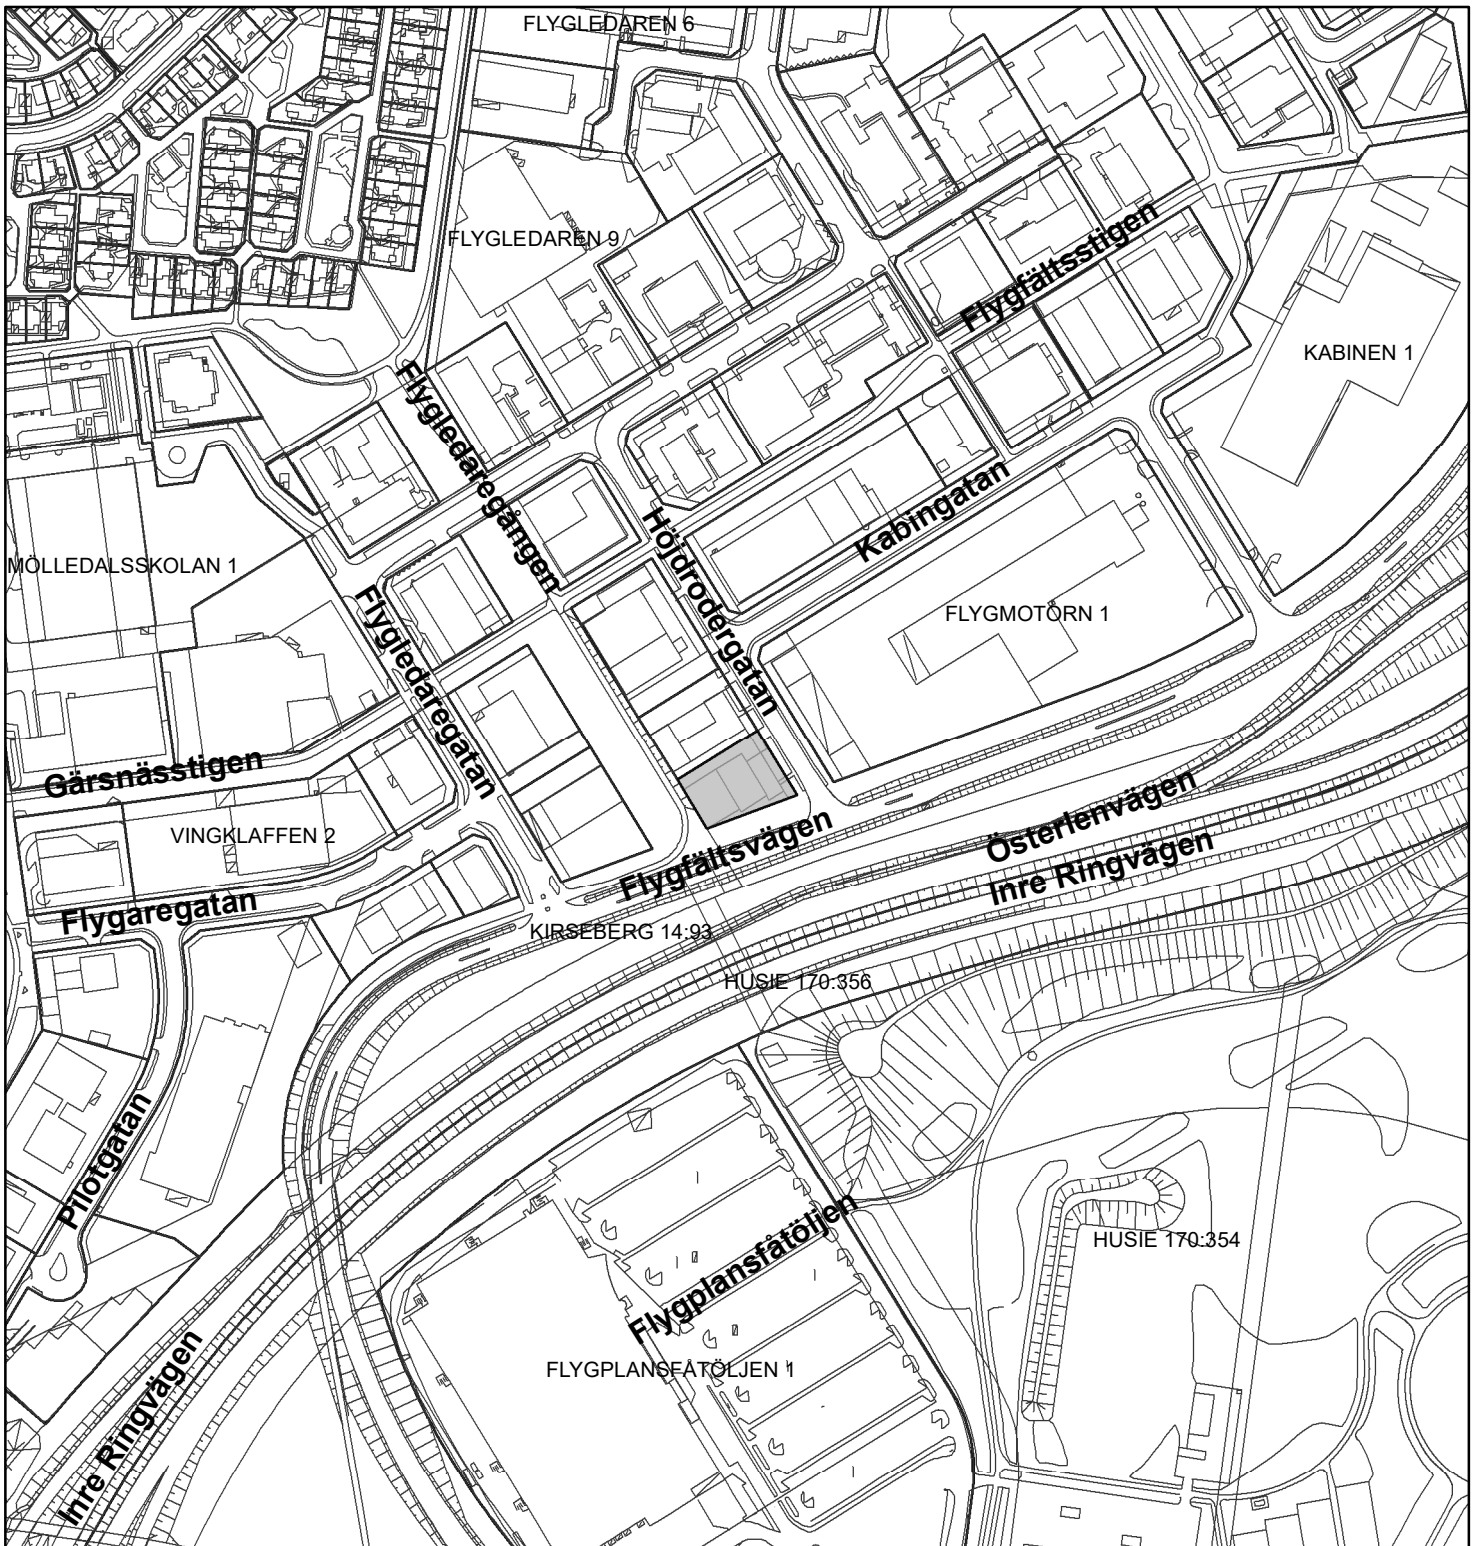 FLYGLEDAREN 6
FLYGLEDAREN 9
Flygfältsstigen
KABINEN 1
Flygledaregången
Kabingatan
Höjdrodergatan
MÖLLEDALSSKOLAN 1
FLYGMOTORN 1
Flygledaregatan
Gärsnässtigen
VINGKLAFFEN 2
Flygfältsvägen
Österlenvägen
Inre Ringvägen
Flygaregatan
KIRSEBERG 14:93
HUSIE 170:356
Pilotgatan
HUSIE 170:354
Flygplansfåtöljen
FLYGPLANSFÅTÖLJEN 1
Inre Ringvägen